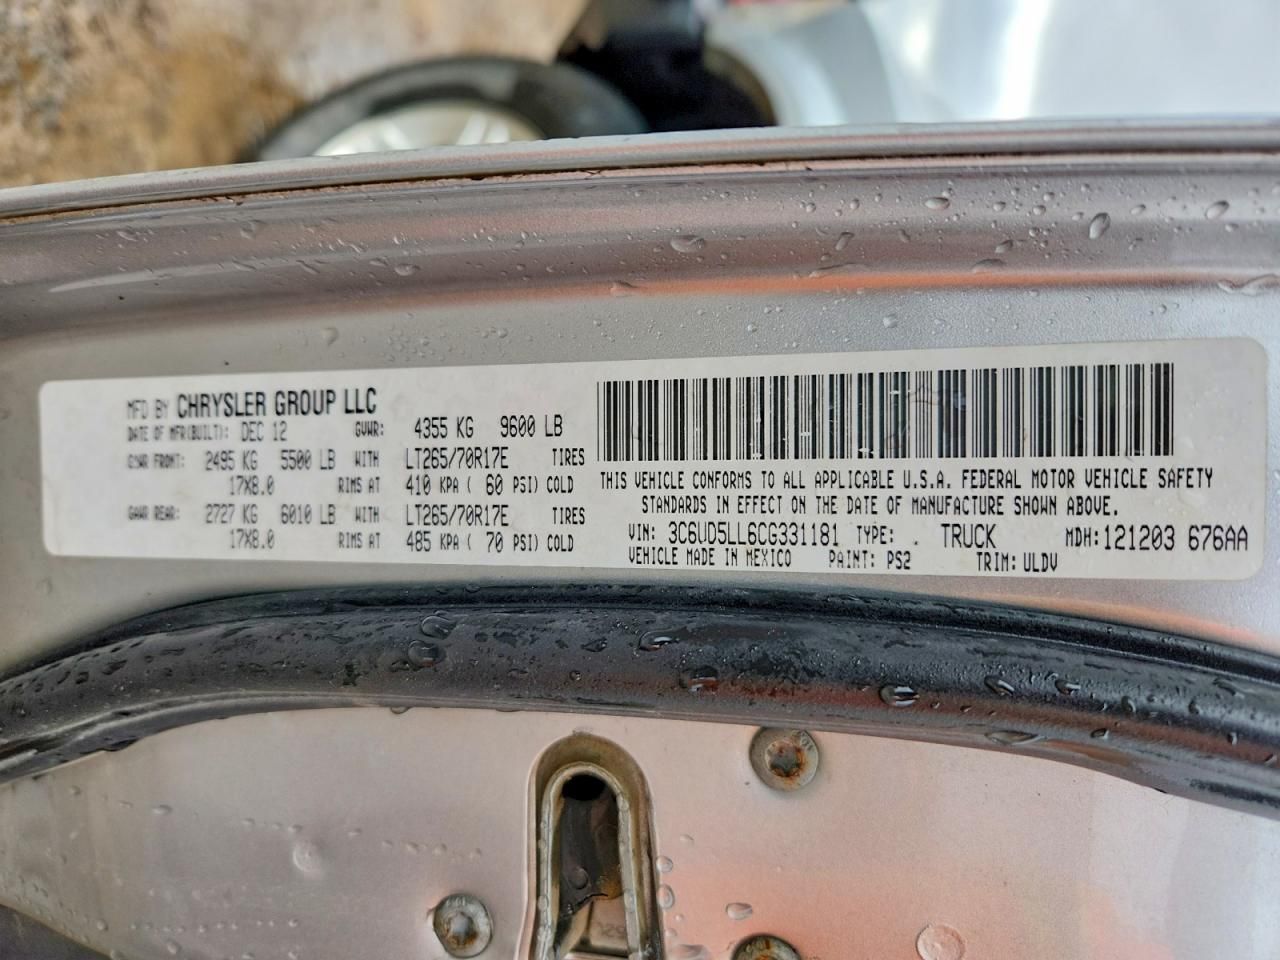 MFD BY CHRYSLER GROUP LLC
DATE OF MFR(BUILT): DEC 12 GVWR: 4355 KG 9600 LB
GAWR FRONT: 2495 KG 5500 LB WITH LT265/70R17E TIRES
17X8.0 RIMS AT 410 KPA ( 60 PSI) COLD
GAWR REAR: 2727 KG 6010 LB WITH LT265/70R17E TIRES
17X8.0 RIMS AT 485 KPA ( 70 PSI) COLD
THIS VEHICLE CONFORMS TO ALL APPLICABLE U.S.A. FEDERAL MOTOR VEHICLE SAFETY
STANDARDS IN EFFECT ON THE DATE OF MANUFACTURE SHOWN ABOVE.
VIN: 3C6UD5LL6CG331181 TYPE: . TRUCK MDH: 121203 676AA
VEHICLE MADE IN MEXICO PAINT: PS2 TRIM: ULDV